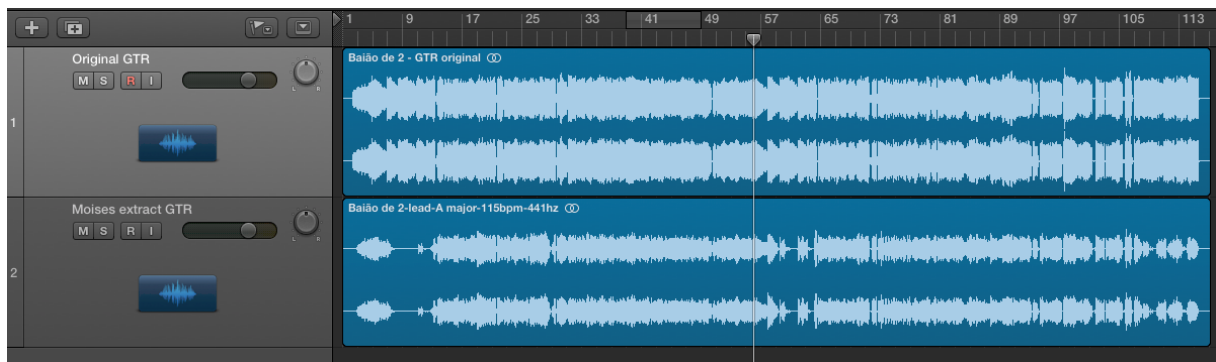 1 9 17 25 33 41 49 57 65 73 81 89 97 105 113
Original GTR
M S R I
L R
1
Baião de 2 - GTR original
Moises extract GTR
M S R I
L R
2
Baião de 2-lead-A major-115bpm-441hz